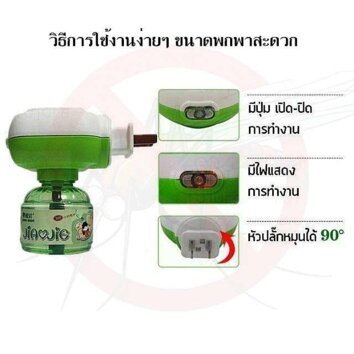 วิธีการใช้งานง่ายๆ ขนาดพกพาสะดวก
มีปุ่ม เปิด-ปิด
การทำงาน
มีไฟแสดง
การทำงาน
หัวปลั๊กหมุนได้ 90°
JIAOJIE